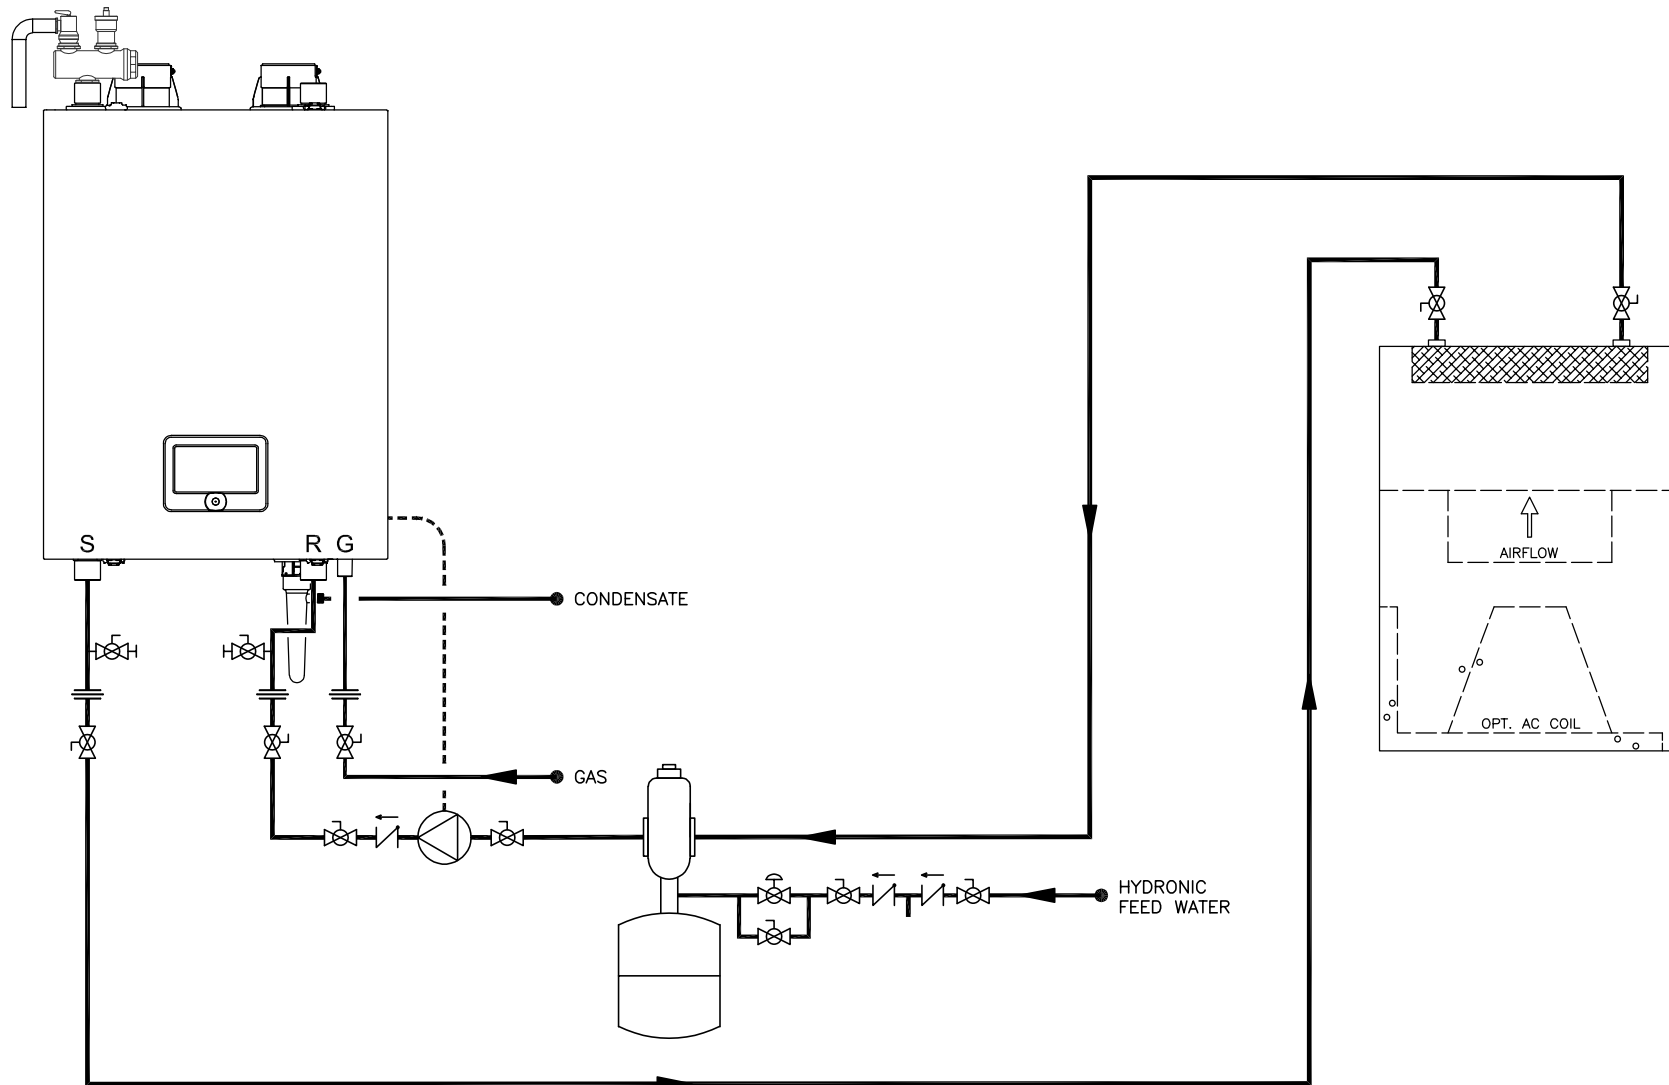 S
R G
AIRFLOW
CONDENSATE
OPT. AC COIL
GAS
HYDRONIC
FEED WATER